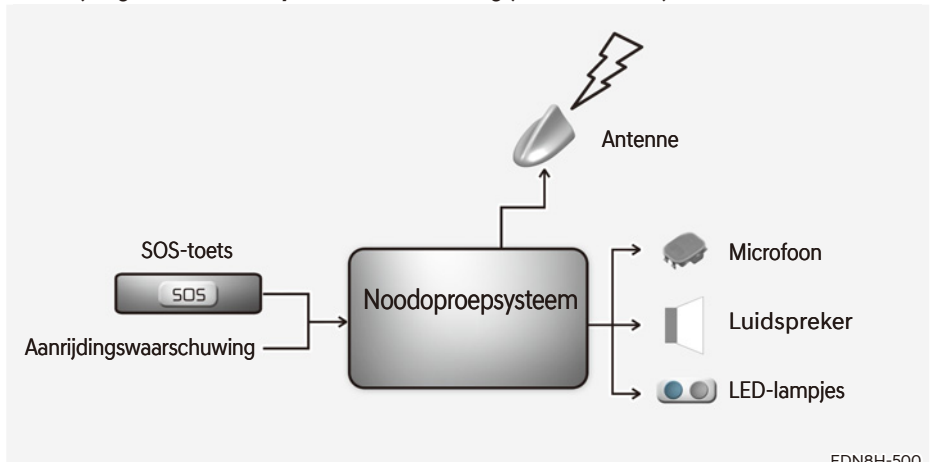 Antenne
SOS-toets
SOS
Aanrijdingswaarschuwing
Noodoproepsysteem
Microfoon
Luidspreker
LED-lampjes